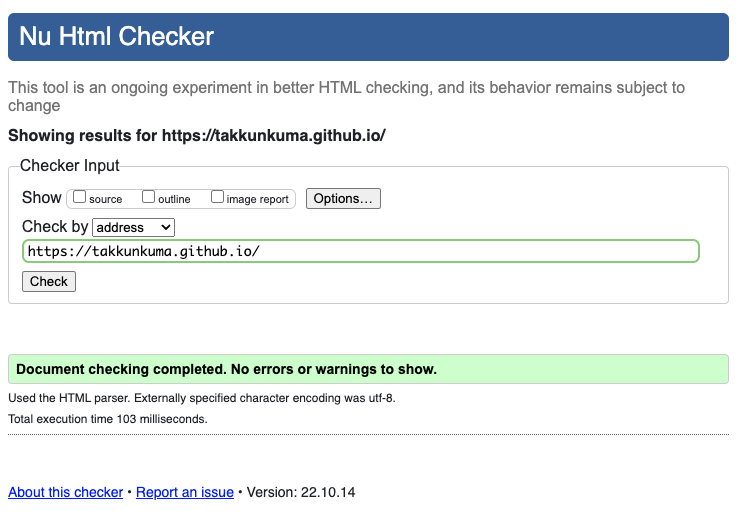 Nu Html Checker
This tool is an ongoing experiment in better HTML checking, and its behavior remains subject to
change
Showing results for https://takkunkuma.github.io/
Checker Input
Show source outline image report Options…
Check by address
https://takkunkuma.github.io/
Check
Document checking completed. No errors or warnings to show.
Used the HTML parser. Externally specified character encoding was utf-8.
Total execution time 103 milliseconds.
About this checker • Report an issue • Version: 22.10.14